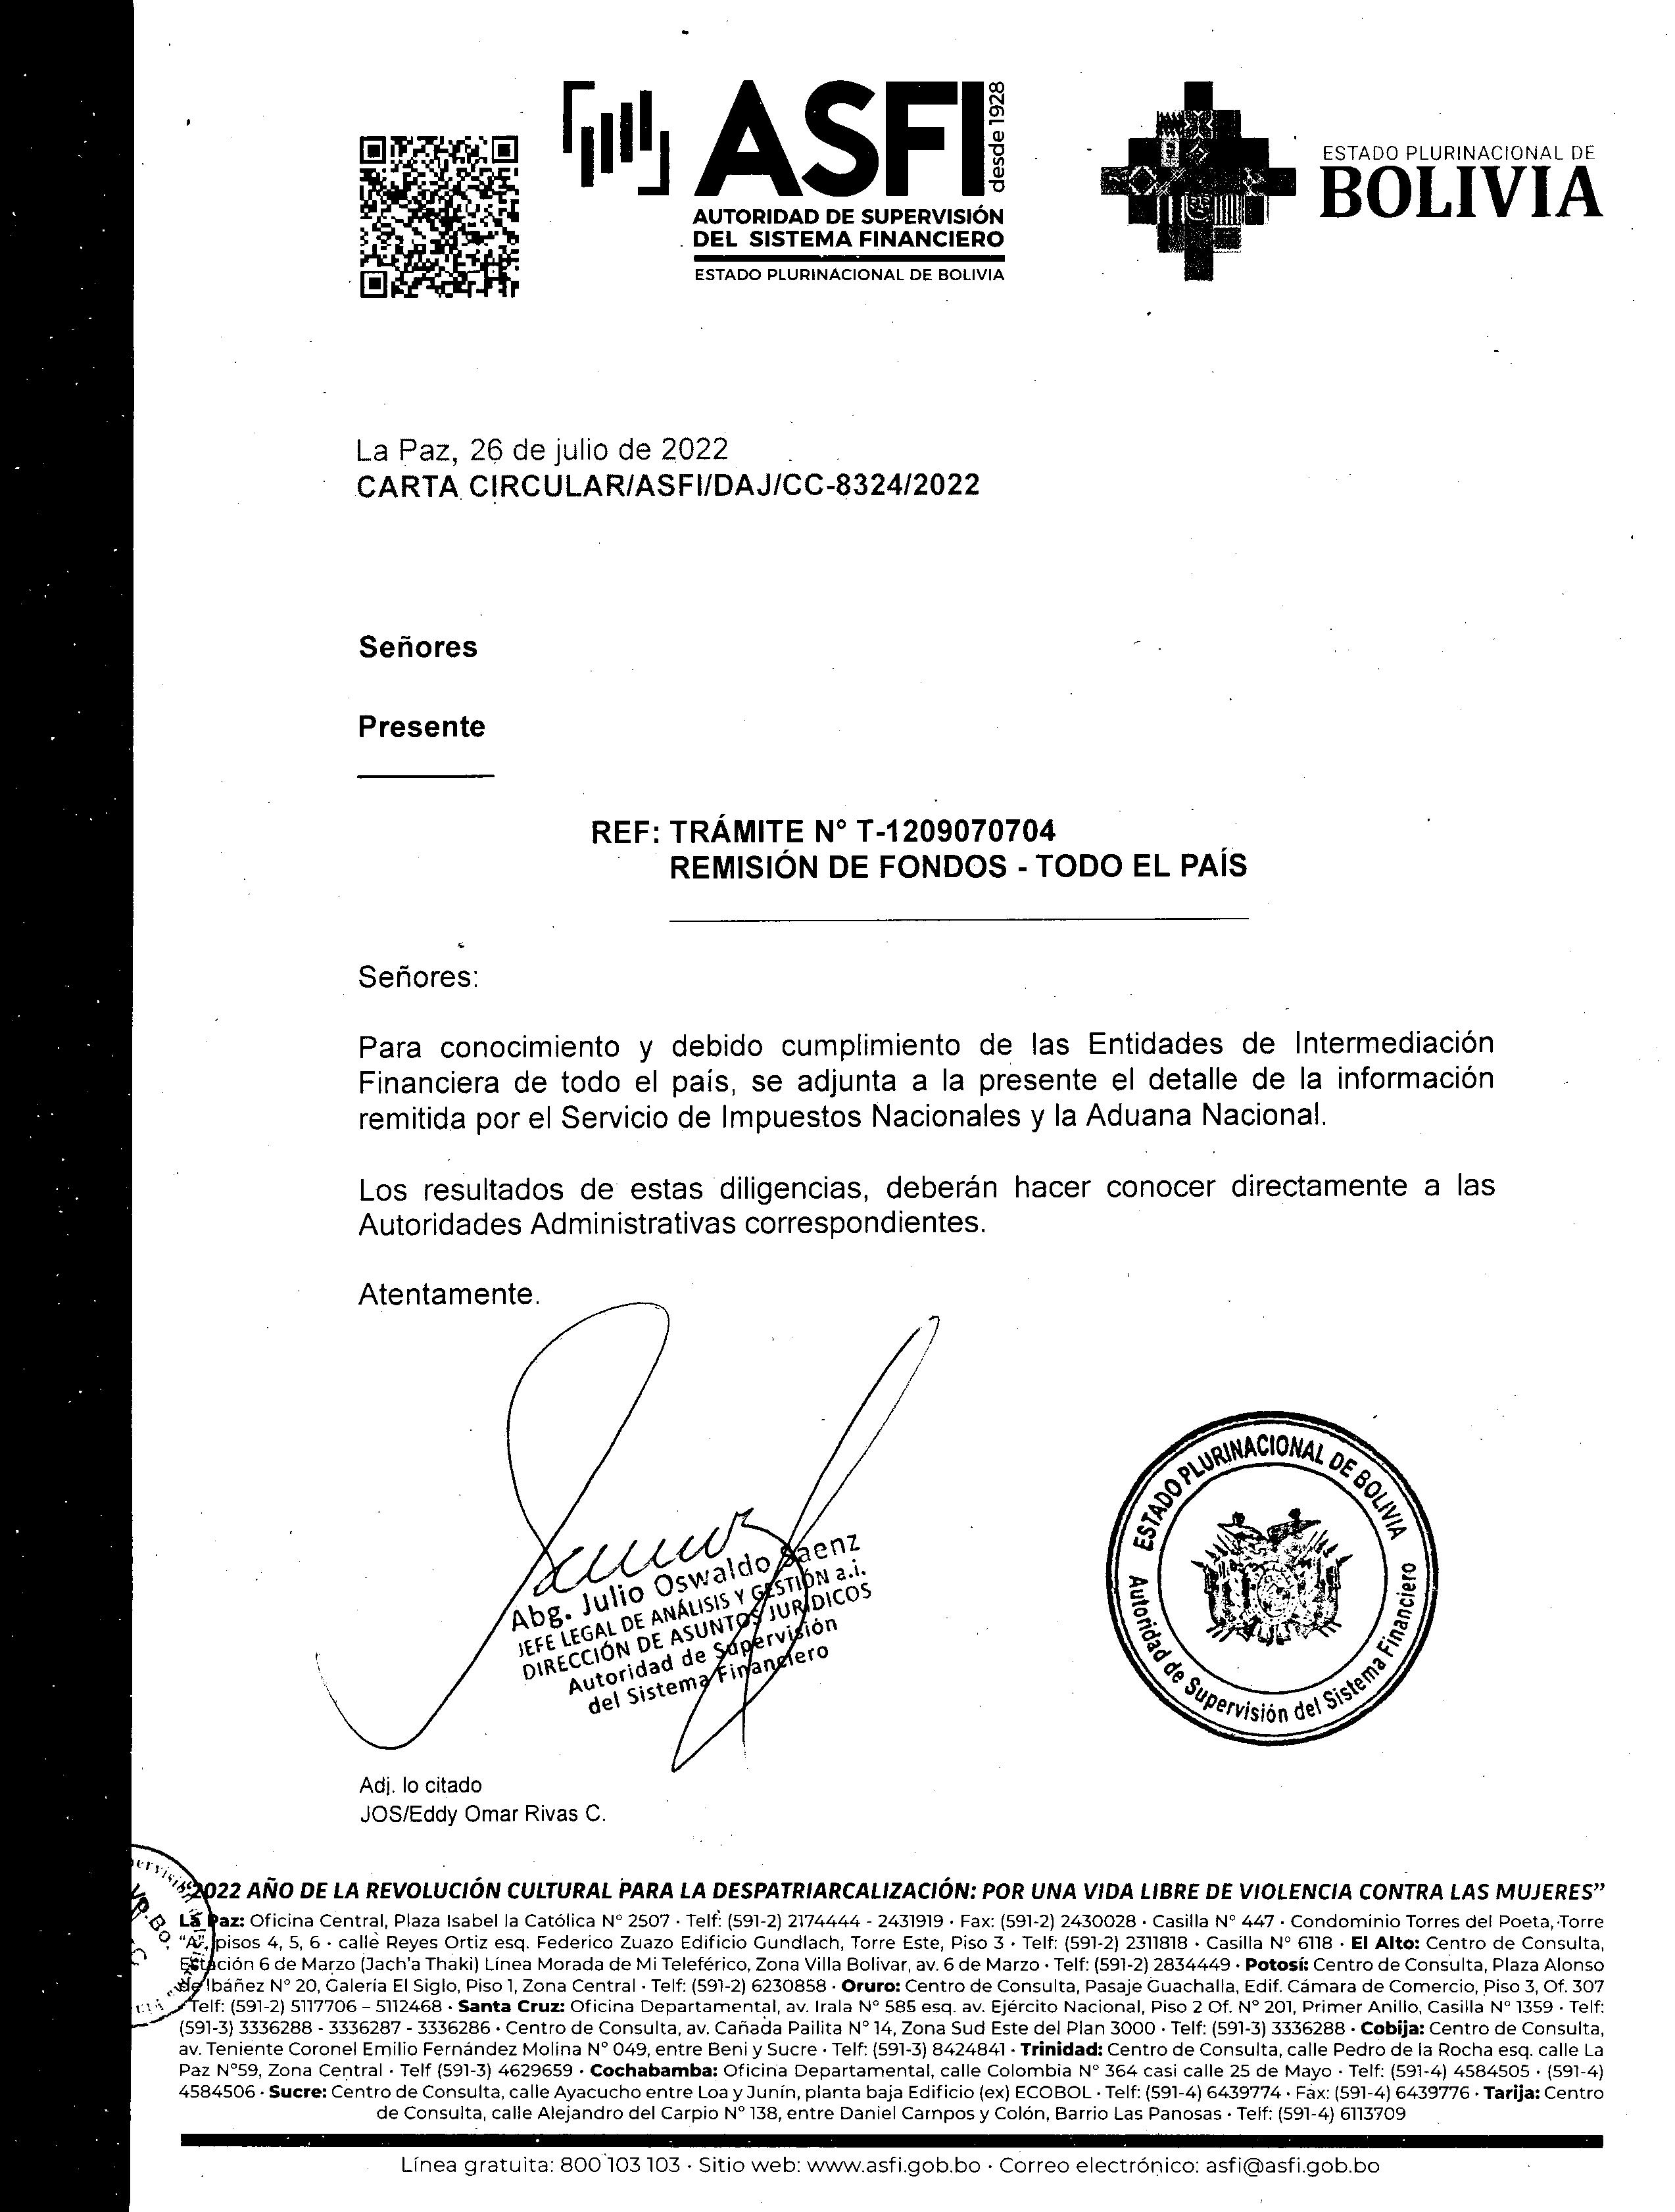 ASFI
desde 1928
AUTORIDAD DE SUPERVISIÓN
DEL SISTEMA FINANCIERO
ESTADO PLURINACIONAL DE BOLIVIA
ESTADO PLURINACIONAL DE
BOLIVIA
La Paz, 26 de julio de 2022
CARTA CIRCULAR/ASFI/DAJ/CC-8324/2022
Señores
Presente
REF: TRÁMITE N° T-1209070704
REMISIÓN DE FONDOS - TODO EL PAÍS
Señores:
Para conocimiento y debido cumplimiento de las Entidades de Intermediación
Financiera de todo el país, se adjunta a la presente el detalle de la información
remitida por el Servicio de Impuestos Nacionales y la Aduana Nacional.
Los resultados de estas diligencias, deberán hacer conocer directamente a las
Autoridades Administrativas correspondientes.
Atentamente.
Abg. Julio Oswaldo Saenz
JEFE LEGAL DE ANÁLISIS Y GESTIÓN a.i.
DIRECCIÓN DE ASUNTOS JURÍDICOS
Autoridad de Supervisión
del Sistema Financiero
ESTADO PLURINACIONAL DE BOLIVIA
Autoridad de Supervisión del Sistema Financiero
Adj. lo citado
JOS/Eddy Omar Rivas C.
Vo.Bo.
2022 AÑO DE LA REVOLUCIÓN CULTURAL PARA LA DESPATRIARCALIZACIÓN: POR UNA VIDA LIBRE DE VIOLENCIA CONTRA LAS MUJERES”
La Paz: Oficina Central, Plaza Isabel la Católica N° 2507 · Telf: (591-2) 2174444 - 2431919 · Fax: (591-2) 2430028 · Casilla N° 447 · Condominio Torres del Poeta, Torre
“A”, pisos 4, 5, 6 · calle Reyes Ortiz esq. Federico Zuazo Edificio Gundlach, Torre Este, Piso 3 · Telf: (591-2) 2311818 · Casilla N° 6118 · El Alto: Centro de Consulta,
Estación 6 de Marzo (Jach'a Thaki) Línea Morada de Mi Teleférico, Zona Villa Bolívar, av. 6 de Marzo · Telf: (591-2) 2834449 · Potosí: Centro de Consulta, Plaza Alonso
de Ibáñez N° 20, Galería El Siglo, Piso 1, Zona Central · Telf: (591-2) 6230858 · Oruro: Centro de Consulta, Pasaje Guachalla, Edif. Cámara de Comercio, Piso 3, Of. 307
Telf: (591-2) 5117706 – 5112468 · Santa Cruz: Oficina Departamental, av. Irala N° 585 esq. av. Ejército Nacional, Piso 2 Of. N° 201, Primer Anillo, Casilla N° 1359 · Telf:
(591-3) 3336288 - 3336287 - 3336286 · Centro de Consulta, av. Cañada Pailita N° 14, Zona Sud Este del Plan 3000 · Telf: (591-3) 3336288 · Cobija: Centro de Consulta,
av. Teniente Coronel Emilio Fernández Molina N° 049, entre Beni y Sucre · Telf: (591-3) 8424841 · Trinidad: Centro de Consulta, calle Pedro de la Rocha esq. calle La
Paz N°59, Zona Central · Telf (591-3) 4629659 · Cochabamba: Oficina Departamental, calle Colombia N° 364 casi calle 25 de Mayo · Telf: (591-4) 4584505 · (591-4)
4584506 · Sucre: Centro de Consulta, calle Ayacucho entre Loa y Junín, planta baja Edificio (ex) ECOBOL · Telf: (591-4) 6439774 · Fax: (591-4) 6439776 · Tarija: Centro
de Consulta, calle Alejandro del Carpio N° 138, entre Daniel Campos y Colón, Barrio Las Panosas · Telf: (591-4) 6113709
Línea gratuita: 800 103 103 · Sitio web: www.asfi.gob.bo · Correo electrónico: asfi@asfi.gob.bo